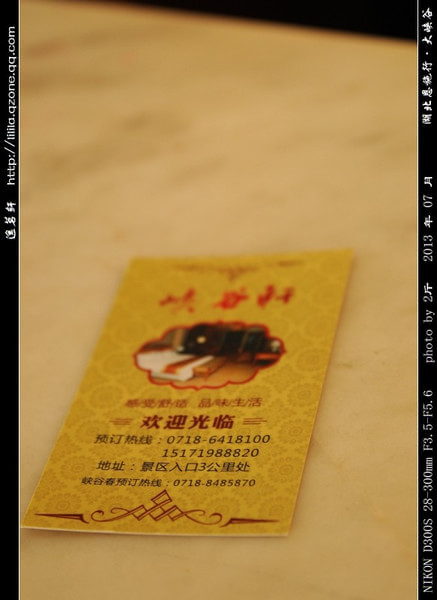 峡谷轩
感受舒适 品味生活
欢迎光临
预订热线：0718-6418100
15171988820
地址：景区入口3公里处
峡谷春预订热线：0718-8485870
逸茗轩 http://lilila.qzone.qq.com
湖北恩施行·大峡谷
NIKON D300S 28-300mm F3.5-F5.6 photo by 2斤 2013 年 07 月